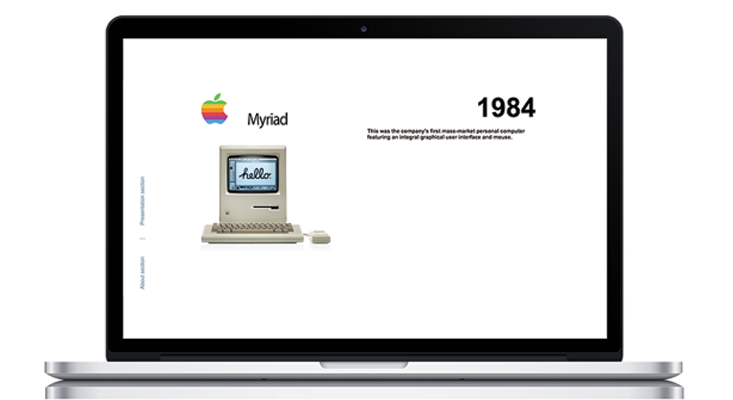 Myriad
1984
This was the company's first mass-market personal computer
featuring an integral graphical user interface and mouse.
hello.
Presentation section
|
About section